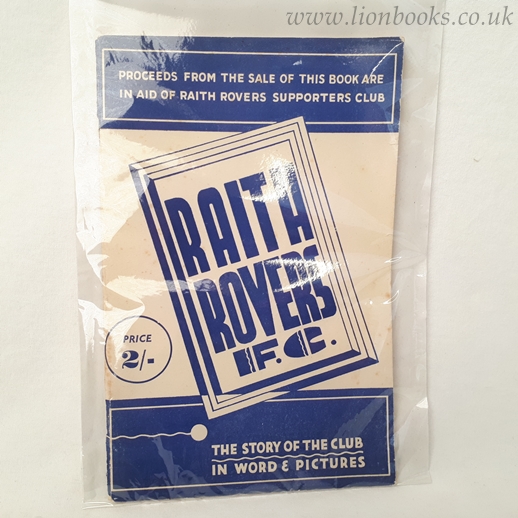 www.lionbooks.co.uk
PROCEEDS FROM THE SALE OF THIS BOOK ARE
IN AID OF RAITH ROVERS SUPPORTERS CLUB
RAITH
ROVERS
F.C.
PRICE
2/-
THE STORY OF THE CLUB
IN WORD & PICTURES